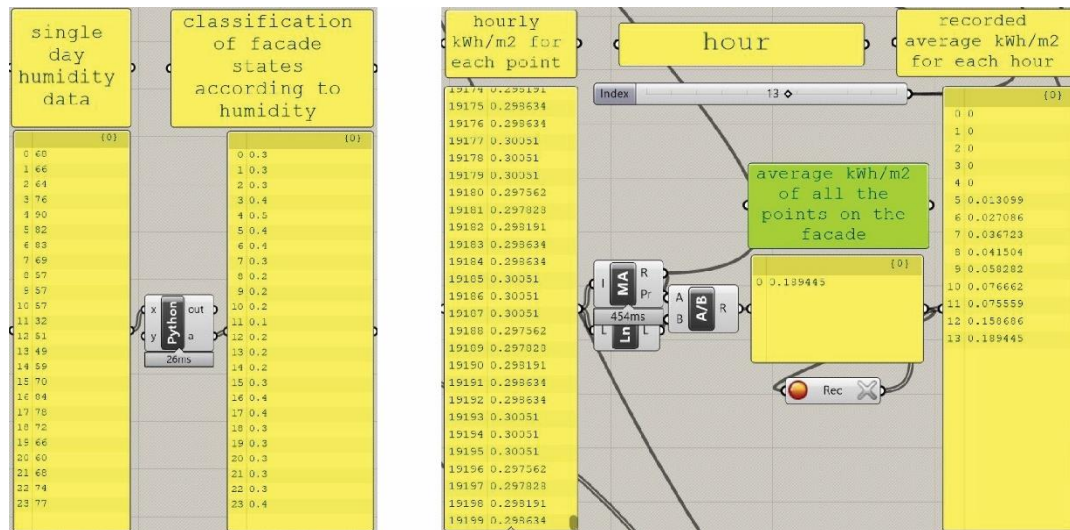 single
day
humidity
data
classification
of facade
states
according to
humidity
{0}
0 68
1 66
2 64
3 76
4 90
5 82
6 83
7 69
8 57
9 57
10 57
11 32
12 51
13 49
14 59
15 70
16 84
17 78
18 72
19 66
20 60
21 68
22 74
23 77
x out
Python
y a
26ms
{0}
0 0.3
1 0.3
2 0.3
3 0.4
4 0.5
5 0.4
6 0.4
7 0.3
8 0.2
9 0.2
10 0.2
11 0.1
12 0.2
13 0.2
14 0.2
15 0.3
16 0.4
17 0.4
18 0.3
19 0.3
20 0.3
21 0.3
22 0.3
23 0.4
hourly
kWh/m2 for
each point
hour
recorded
average kWh/m2
for each hour
Index 13
19174 0.298191
19175 0.298634
19176 0.298634
19177 0.30051
19178 0.30051
19179 0.30051
19180 0.297562
19181 0.297828
19182 0.298191
19183 0.298634
19184 0.298634
19185 0.30051
19186 0.30051
19187 0.30051
19188 0.297562
19189 0.297828
19190 0.298191
19191 0.298634
19192 0.298634
19193 0.30051
19194 0.30051
19195 0.30051
19196 0.297562
19197 0.297828
19198 0.298191
19199 0.298634
average kWh/m2
of all the
points on the
facade
I MA R
Pr
454ms
L Ln L
A A/B R
B
{0}
0 0.189445
Rec
{0}
0 0
1 0
2 0
3 0
4 0
5 0.013099
6 0.027086
7 0.036723
8 0.041504
9 0.058282
10 0.076662
11 0.075559
12 0.158686
13 0.189445